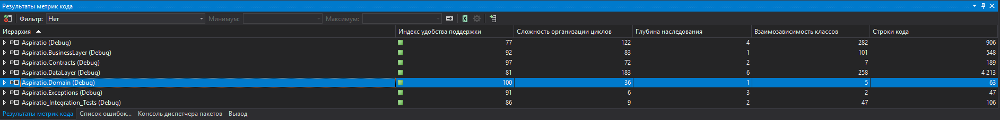 Результаты метрик кода
Фильтр: Нет Минимум: Максимум:
Иерархия Индекс удобства поддержки Сложность организации циклов Глубина наследования Взаимозависимость классов Строки кода
Aspiratio (Debug) 77 122 4 282 906
Aspiratio.BusinessLayer (Debug) 92 83 1 101 548
Aspiratio.Contracts (Debug) 97 72 2 7 189
Aspiratio.DataLayer (Debug) 81 183 6 258 4 213
Aspiratio.Domain (Debug) 100 36 1 5 63
Aspiratio.Exceptions (Debug) 91 6 3 2 47
Aspiratio_Integration_Tests (Debug) 86 9 2 47 106
Результаты метрик кода Список ошибок... Консоль диспетчера пакетов Вывод